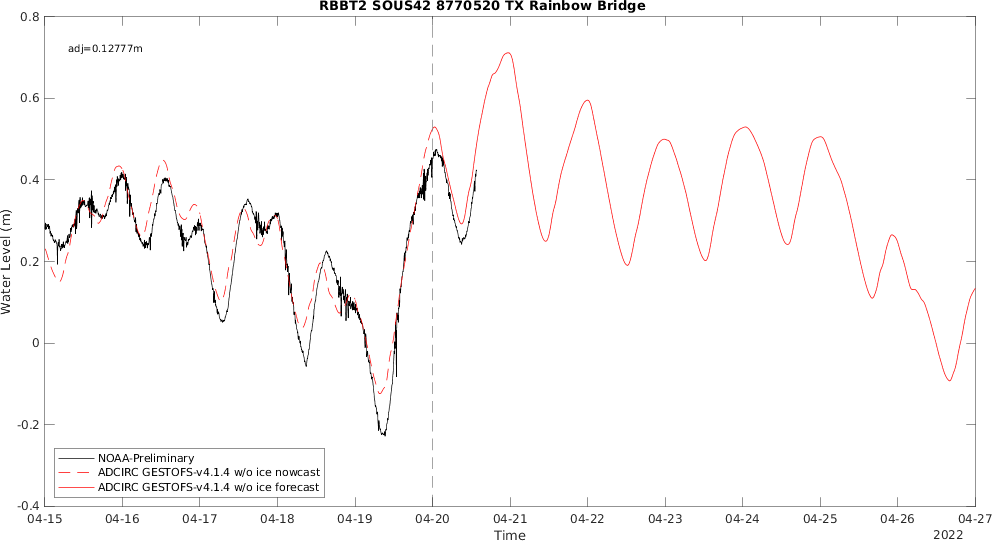 RBBT2 SOUS42 8770520 TX Rainbow Bridge
adj=0.12777m
Water Level (m)
0.8
0.6
0.4
0.2
0
-0.2
-0.4
NOAA-Preliminary
ADCIRC GESTOFS-v4.1.4 w/o ice nowcast
ADCIRC GESTOFS-v4.1.4 w/o ice forecast
04-15 04-16 04-17 04-18 04-19 04-20 04-21 04-22 04-23 04-24 04-25 04-26 04-27
Time
2022